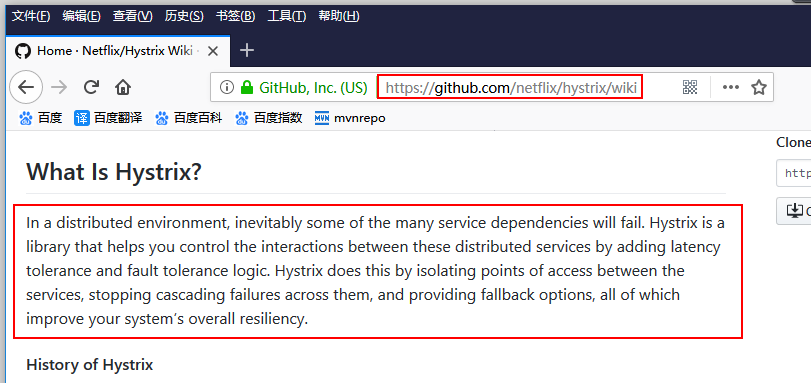 文件(F) 编辑(E) 查看(V) 历史(S) 书签(B) 工具(T) 帮助(H)
Home · Netflix/Hystrix Wiki ·
GitHub, Inc. (US) https://github.com/netflix/hystrix/wiki
百度 译 百度翻译 百度百科 百度指数 MVN mvnrepo
Clone
http
What Is Hystrix?
In a distributed environment, inevitably some of the many service dependencies will fail. Hystrix is a
library that helps you control the interactions between these distributed services by adding latency
tolerance and fault tolerance logic. Hystrix does this by isolating points of access between the
services, stopping cascading failures across them, and providing fallback options, all of which
improve your system's overall resiliency.
History of Hystrix